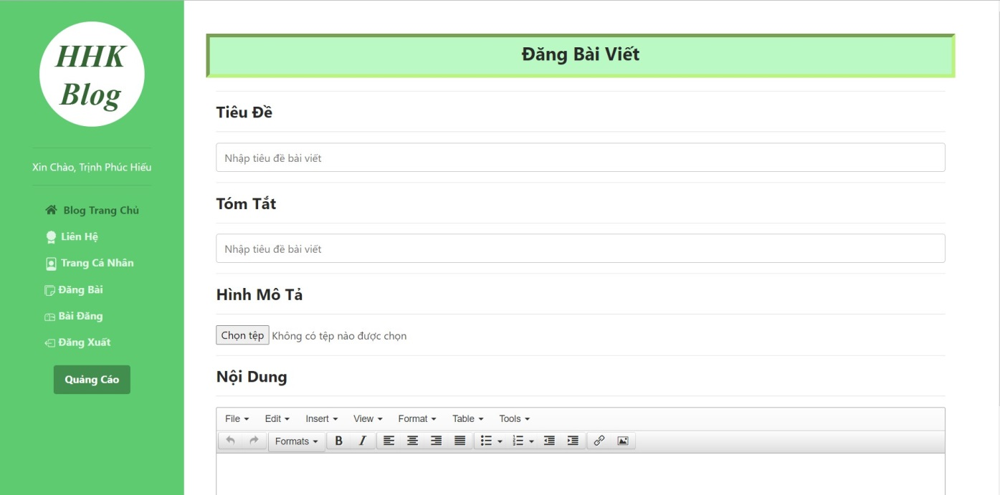 HHK
Blog
Xin Chào, Trịnh Phúc Hiếu
Blog Trang Chủ
Liên Hệ
Trang Cá Nhân
Đăng Bài
Bài Đăng
Đăng Xuất
Quảng Cáo
Đăng Bài Viết
Tiêu Đề
Nhập tiêu đề bài viết
Tóm Tắt
Nhập tiêu đề bài viết
Hình Mô Tả
Chọn tệp Không có tệp nào được chọn
Nội Dung
File Edit Insert View Format Table Tools
Formats B I